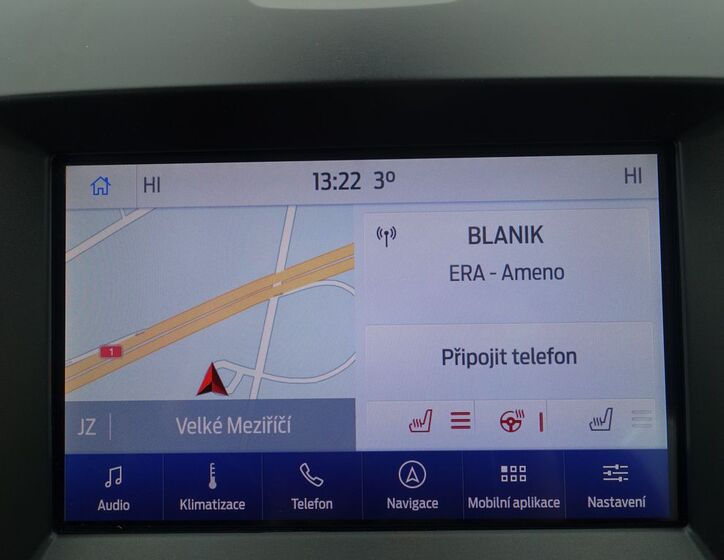 HI 13:22 3° HI
BLANIK
ERA - Ameno
1
Připojit telefon
JZ Velké Meziříčí
Audio Klimatizace Telefon Navigace Mobilní aplikace Nastavení